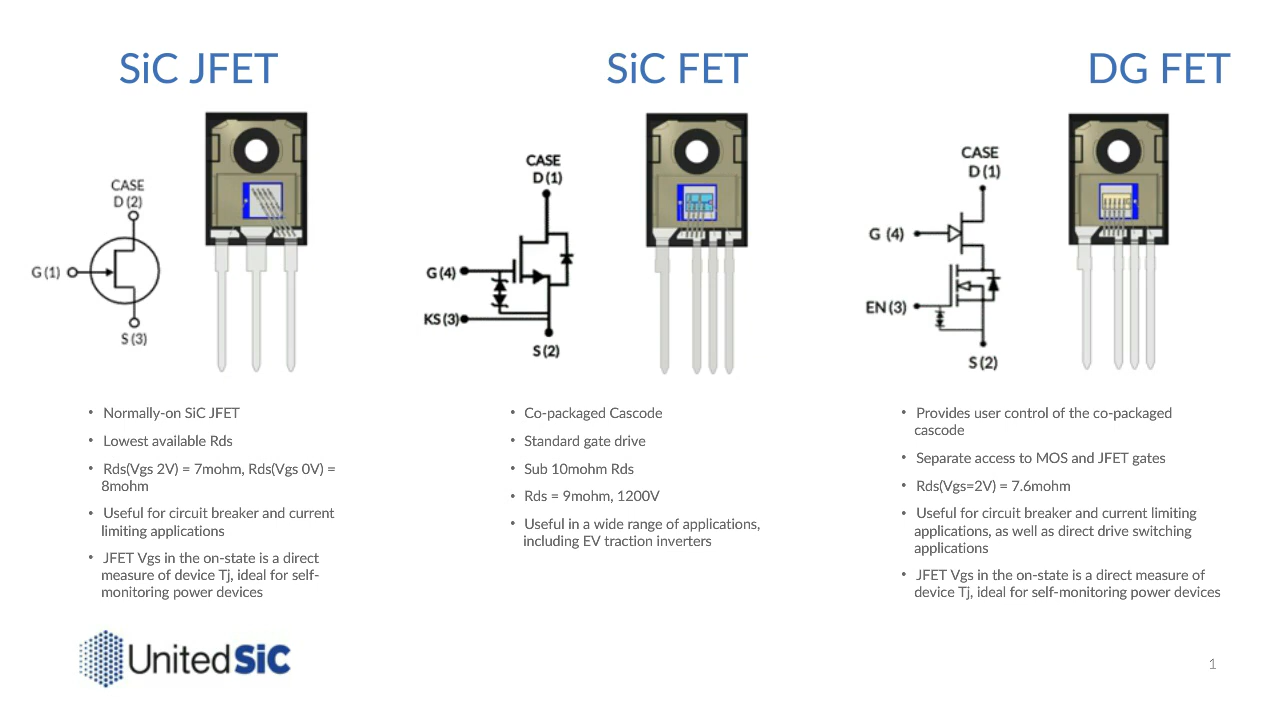 SiC JFET
CASE
D (2)
G (1)
S (3)
• Normally-on SiC JFET
• Lowest available Rds
• Rds(Vgs 2V) = 7mohm, Rds(Vgs 0V) =
8mohm
• Useful for circuit breaker and current
limiting applications
• JFET Vgs in the on-state is a direct
measure of device Tj, ideal for self-
monitoring power devices
SiC FET
CASE
D (1)
G (4)
KS (3)
S (2)
• Co-packaged Cascode
• Standard gate drive
• Sub 10mohm Rds
• Rds = 9mohm, 1200V
• Useful in a wide range of applications,
including EV traction inverters
DG FET
CASE
D (1)
G (4)
EN (3)
S (2)
• Provides user control of the co-packaged
cascode
• Separate access to MOS and JFET gates
• Rds(Vgs=2V) = 7.6mohm
• Useful for circuit breaker and current limiting
applications, as well as direct drive switching
applications
• JFET Vgs in the on-state is a direct measure of
device Tj, ideal for self-monitoring power devices
UnitedSiC
1